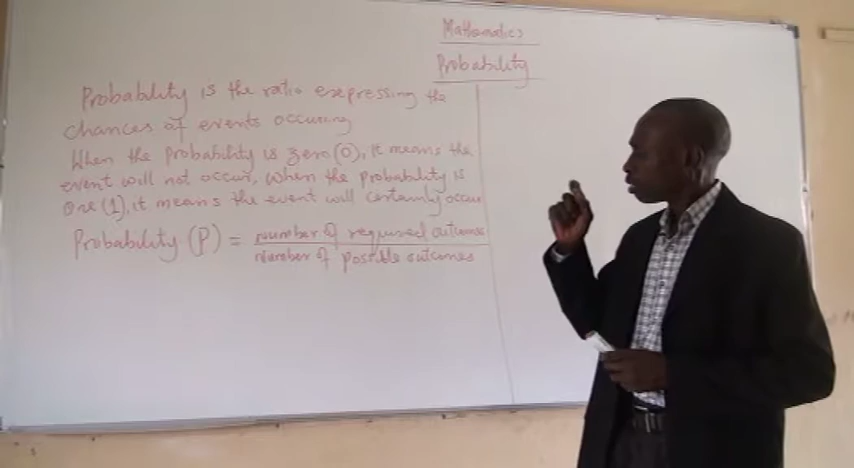 Mathematics
Probability
Probability is the ratio expressing the
chances of events occuring
When the probability is zero (0), it means the
event will not occur, when the probability is
One (1), it means the event will certainly occur
Probability (P) = number of required outcomes
number of possible outcomes